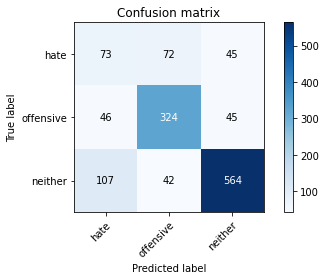 Confusion matrix
hate 73 72 45
offensive 46 324 45
neither 107 42 564
hate offensive neither
True label
Predicted label
500
400
300
200
100